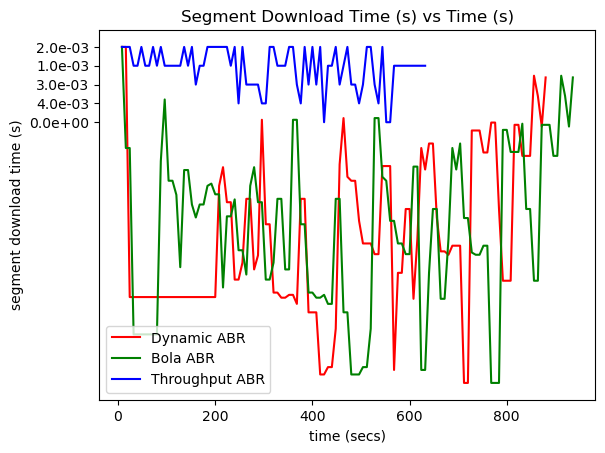 Segment Download Time (s) vs Time (s)
2.0e-03
1.0e-03
3.0e-03
4.0e-03
0.0e+00
segment download time (s)
Dynamic ABR
Bola ABR
Throughput ABR
0 200 400 600 800
time (secs)